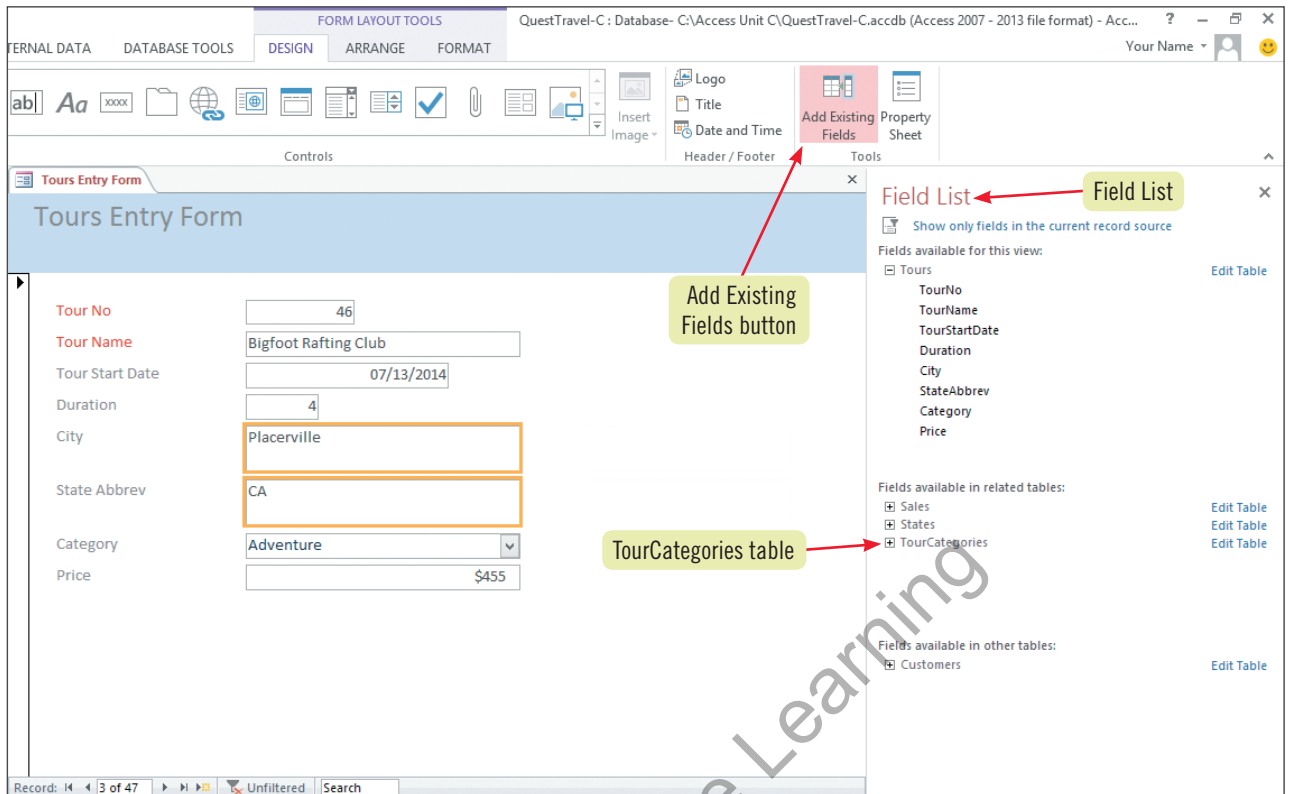 FORM LAYOUT TOOLS
QuestTravel-C : Database- C:\Access Unit C\QuestTravel-C.accdb (Access 2007 - 2013 file format) - Acc... ?
TERNAL DATA DATABASE TOOLS DESIGN ARRANGE FORMAT
Your Name
ab Aa xxxx
Insert Image
Logo
Title
Date and Time
Add Existing Fields
Property Sheet
Controls
Header / Footer
Tools
Tours Entry Form
Tours Entry Form
Tour No 46
Tour Name Bigfoot Rafting Club
Tour Start Date 07/13/2014
Duration 4
City Placerville
State Abbrev CA
Category Adventure
Price $455
Add Existing
Fields button
TourCategories table
Field List
Field List
Show only fields in the current record source
Fields available for this view:
Tours Edit Table
TourNo
TourName
TourStartDate
Duration
City
StateAbbrev
Category
Price
Fields available in related tables:
Sales Edit Table
States Edit Table
TourCategories Edit Table
Fields available in other tables:
Customers Edit Table
Learning
Record: 3 of 47 Unfiltered Search